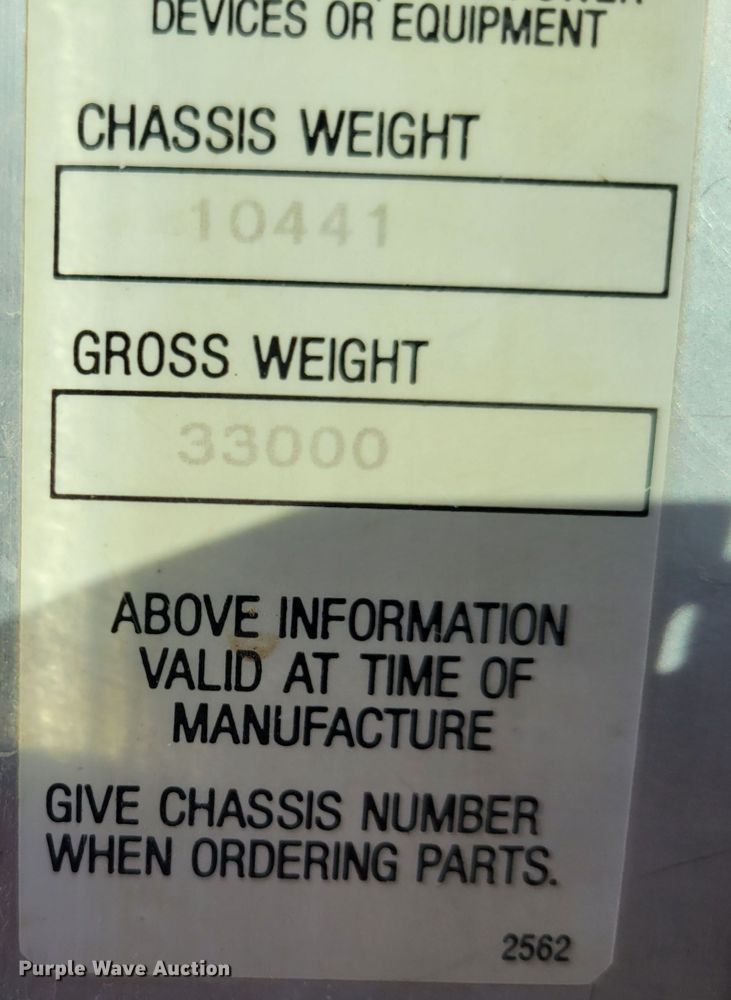 DEVICES OR EQUIPMENT
CHASSIS WEIGHT
10441
GROSS WEIGHT
33000
ABOVE INFORMATION
VALID AT TIME OF
MANUFACTURE
GIVE CHASSIS NUMBER
WHEN ORDERING PARTS.
2562
Purple Wave Auction